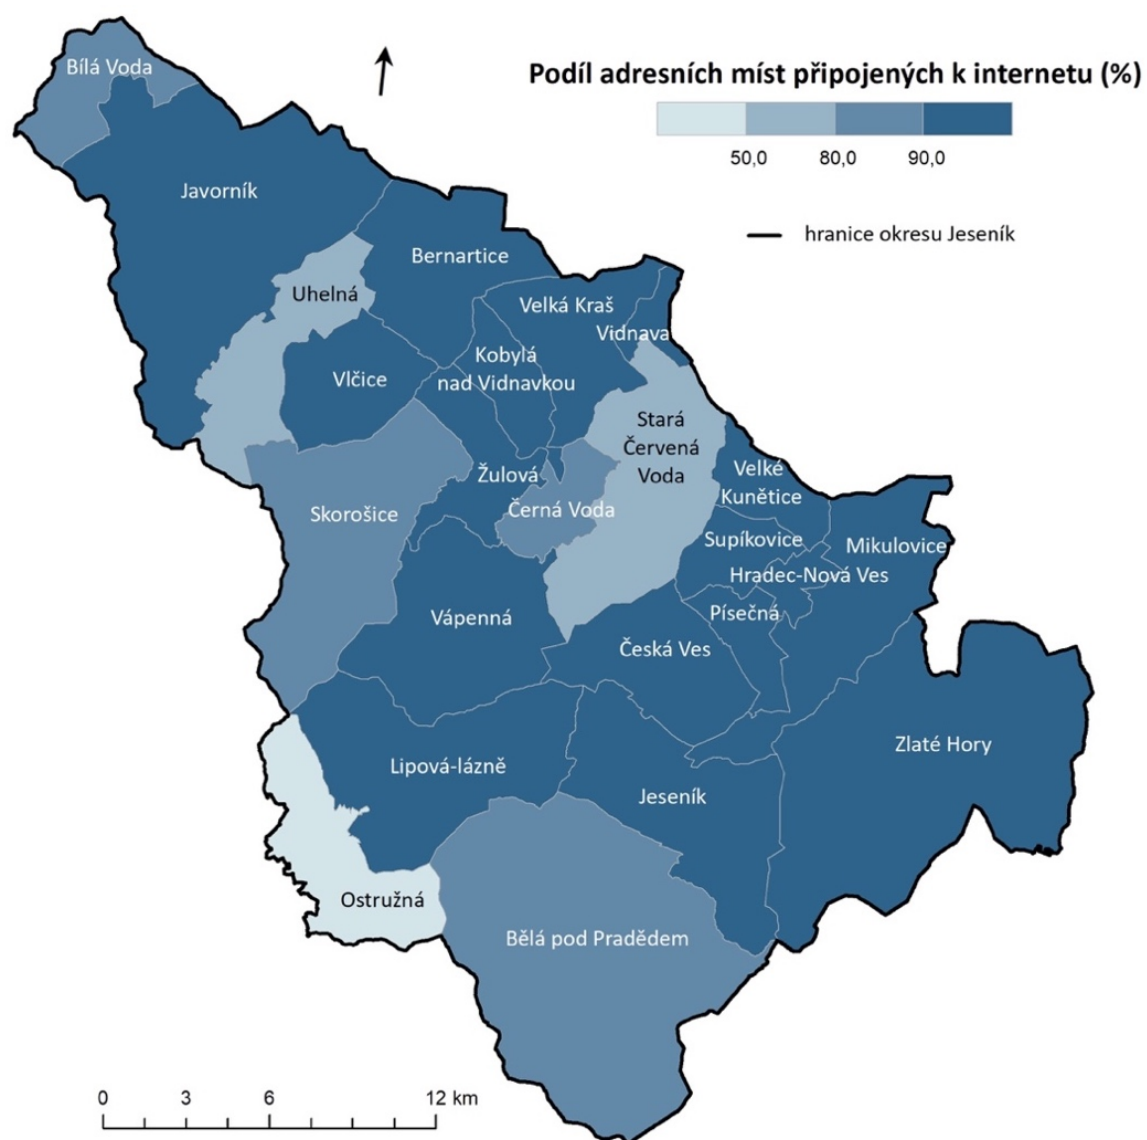 Podíl adresních míst připojených k internetu (%)
50,0 80,0 90,0
hranice okresu Jeseník
Bílá Voda
Javorník
Bernartice
Uhelná
Velká Kraš
Vidnava
Kobylá
nad Vidnavkou
Vlčice
Stará
Červená
Voda
Žulová
Velké
Kunětice
Skorošice
Černá Voda
Supíkovice
Mikulovice
Hradec-Nová Ves
Vápenná
Písečná
Česká Ves
Zlaté Hory
Lipová-lázně
Jeseník
Ostružná
Bělá pod Pradědem
0 3 6 12 km